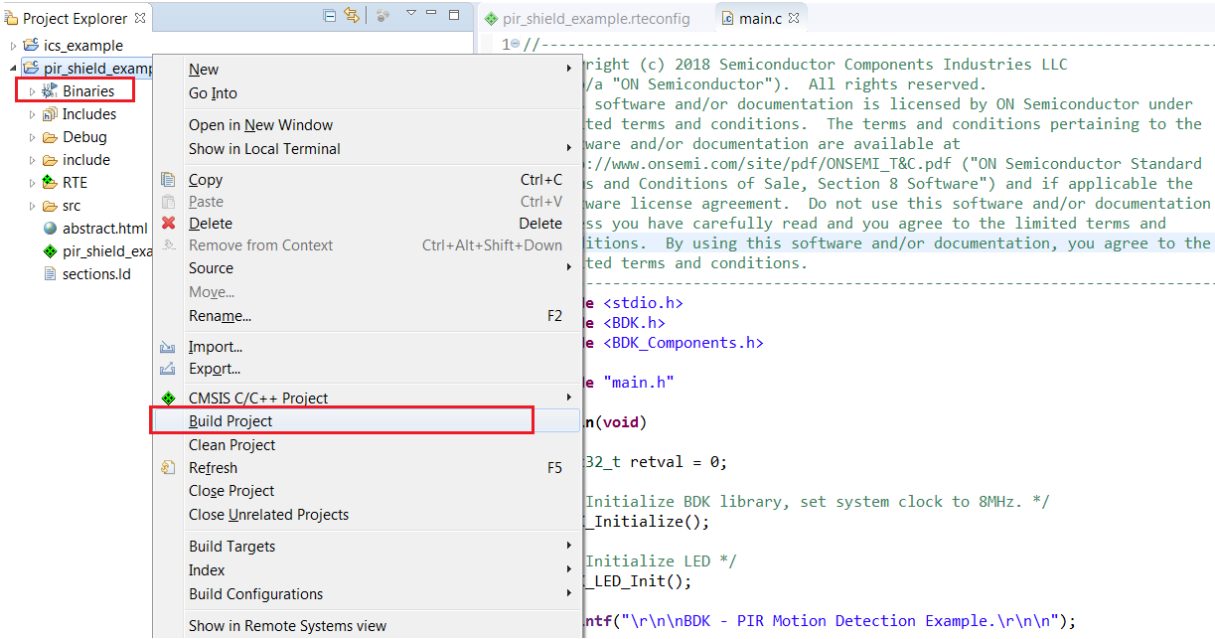 Project Explorer
ics_example
pir_shield_examp
Binaries
Includes
Debug
include
RTE
src
abstract.html
pir_shield_exa
sections.ld
New
Go Into
Open in New Window
Show in Local Terminal
Copy Ctrl+C
Paste Ctrl+V
Delete Delete
Remove from Context Ctrl+Alt+Shift+Down
Source
Move...
Rename... F2
Import...
Export...
CMSIS C/C++ Project
Build Project
Clean Project
Refresh F5
Close Project
Close Unrelated Projects
Build Targets
Index
Build Configurations
Show in Remote Systems view
pir_shield_example.rteconfig main.c
1 //-----------------------------------------------------------------------------
right (c) 2018 Semiconductor Components Industries LLC
/a "ON Semiconductor"). All rights reserved.
software and/or documentation is licensed by ON Semiconductor under
ted terms and conditions. The terms and conditions pertaining to the
ware and/or documentation are available at
://www.onsemi.com/site/pdf/ONSEMI_T&C.pdf ("ON Semiconductor Standard
s and Conditions of Sale, Section 8 Software") and if applicable the
ware license agreement. Do not use this software and/or documentation
ss you have carefully read and you agree to the limited terms and
itions. By using this software and/or documentation, you agree to the
ted terms and conditions.
-----------------------------------------------------------------------------
e <stdio.h>
e <BDK.h>
e <BDK_Components.h>
e "main.h"
n(void)
32_t retval = 0;
Initialize BDK library, set system clock to 8MHz. */
_Initialize();
Initialize LED */
_LED_Init();
ntf("\r\n\nBDK - PIR Motion Detection Example.\r\n\n");